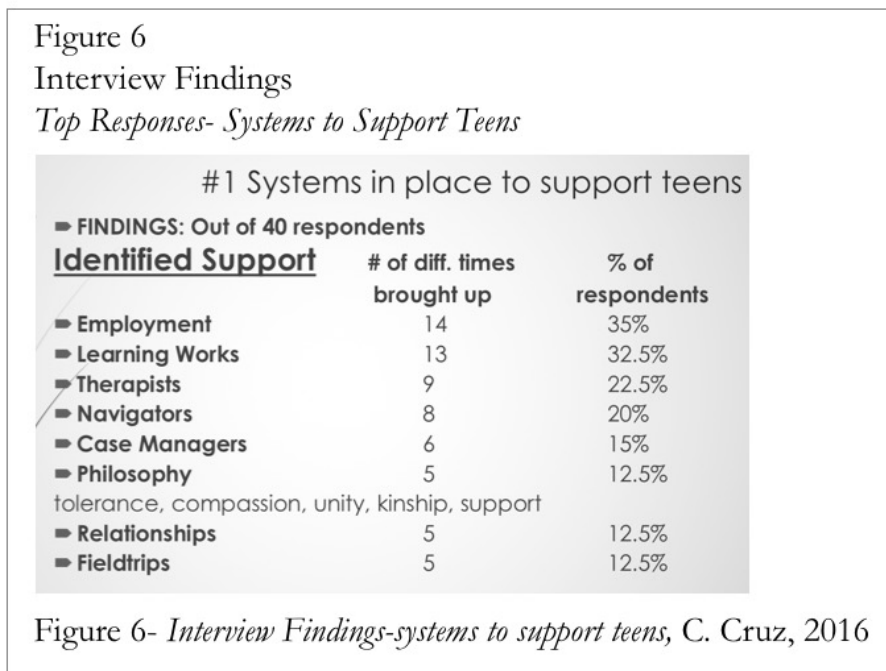 Figure 6
Interview Findings
Top Responses- Systems to Support Teens
#1 Systems in place to support teens
FINDINGS: Out of 40 respondents
Identified Support # of diff. times brought up % of respondents
Employment 14 35%
Learning Works 13 32.5%
Therapists 9 22.5%
Navigators 8 20%
Case Managers 6 15%
Philosophy 5 12.5%
tolerance, compassion, unity, kinship, support
Relationships 5 12.5%
Fieldtrips 5 12.5%
Figure 6- Interview Findings-systems to support teens, C. Cruz, 2016